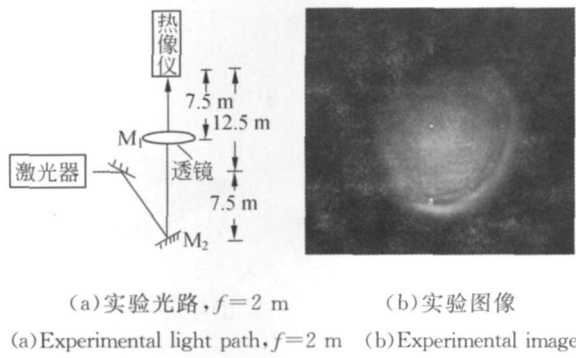 热像仪
7.5 m
12.5 m
M1
透镜
激光器
7.5 m
M2
(a)实验光路,f=2 m (b)实验图像
(a)Experimental light path,f=2 m (b)Experimental image